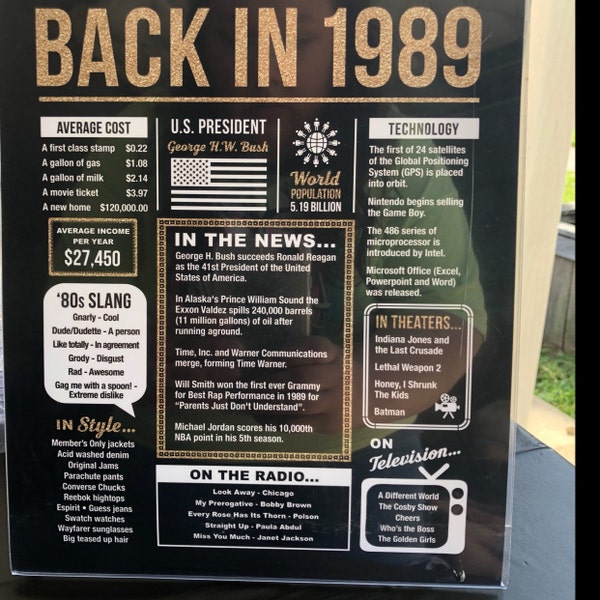 BACK IN 1989
AVERAGE COST
A first class stamp $0.22
A gallon of gas $1.08
A gallon of milk $2.14
A movie ticket $3.97
A new home $120,000.00
U.S. PRESIDENT
George H.W. Bush
World
POPULATION
5.19 BILLION
TECHNOLOGY
The first of 24 satellites
of the Global Positioning
System (GPS) is placed
into orbit.
Nintendo begins selling
the Game Boy.
The 486 series of
microprocessor is
introduced by Intel.
Microsoft Office (Excel,
Powerpoint and Word)
was released.
AVERAGE INCOME
PER YEAR
$27,450
IN THE NEWS...
George H. Bush succeeds Ronald Reagan
as the 41st President of the United
States of America.
In Alaska's Prince William Sound the
Exxon Valdez spills 240,000 barrels
(11 million gallons) of oil after
running aground.
Time, Inc. and Warner Communications
merge, forming Time Warner.
Will Smith won the first ever Grammy
for Best Rap Performance in 1989 for
"Parents Just Don't Understand".
Michael Jordan scores his 10,000th
NBA point in his 5th season.
'80s SLANG
Gnarly - Cool
Dude/Dudette - A person
Like totally - In agreement
Grody - Disgust
Rad - Awesome
Gag me with a spoon! -
Extreme dislike
IN THEATERS...
Indiana Jones and
the Last Crusade
Lethal Weapon 2
Honey, I Shrunk
The Kids
Batman
IN Style...
Member's Only jackets
Acid washed denim
Original Jams
Parachute pants
Converse Chucks
Reebok hightops
Espirit • Guess jeans
Swatch watches
Wayfarer sunglasses
Big teased up hair
ON THE RADIO...
Look Away - Chicago
My Prerogative - Bobby Brown
Every Rose Has Its Thorn - Poison
Straight Up - Paula Abdul
Miss You Much - Janet Jackson
ON
Television...
A Different World
The Cosby Show
Cheers
Who's the Boss
The Golden Girls